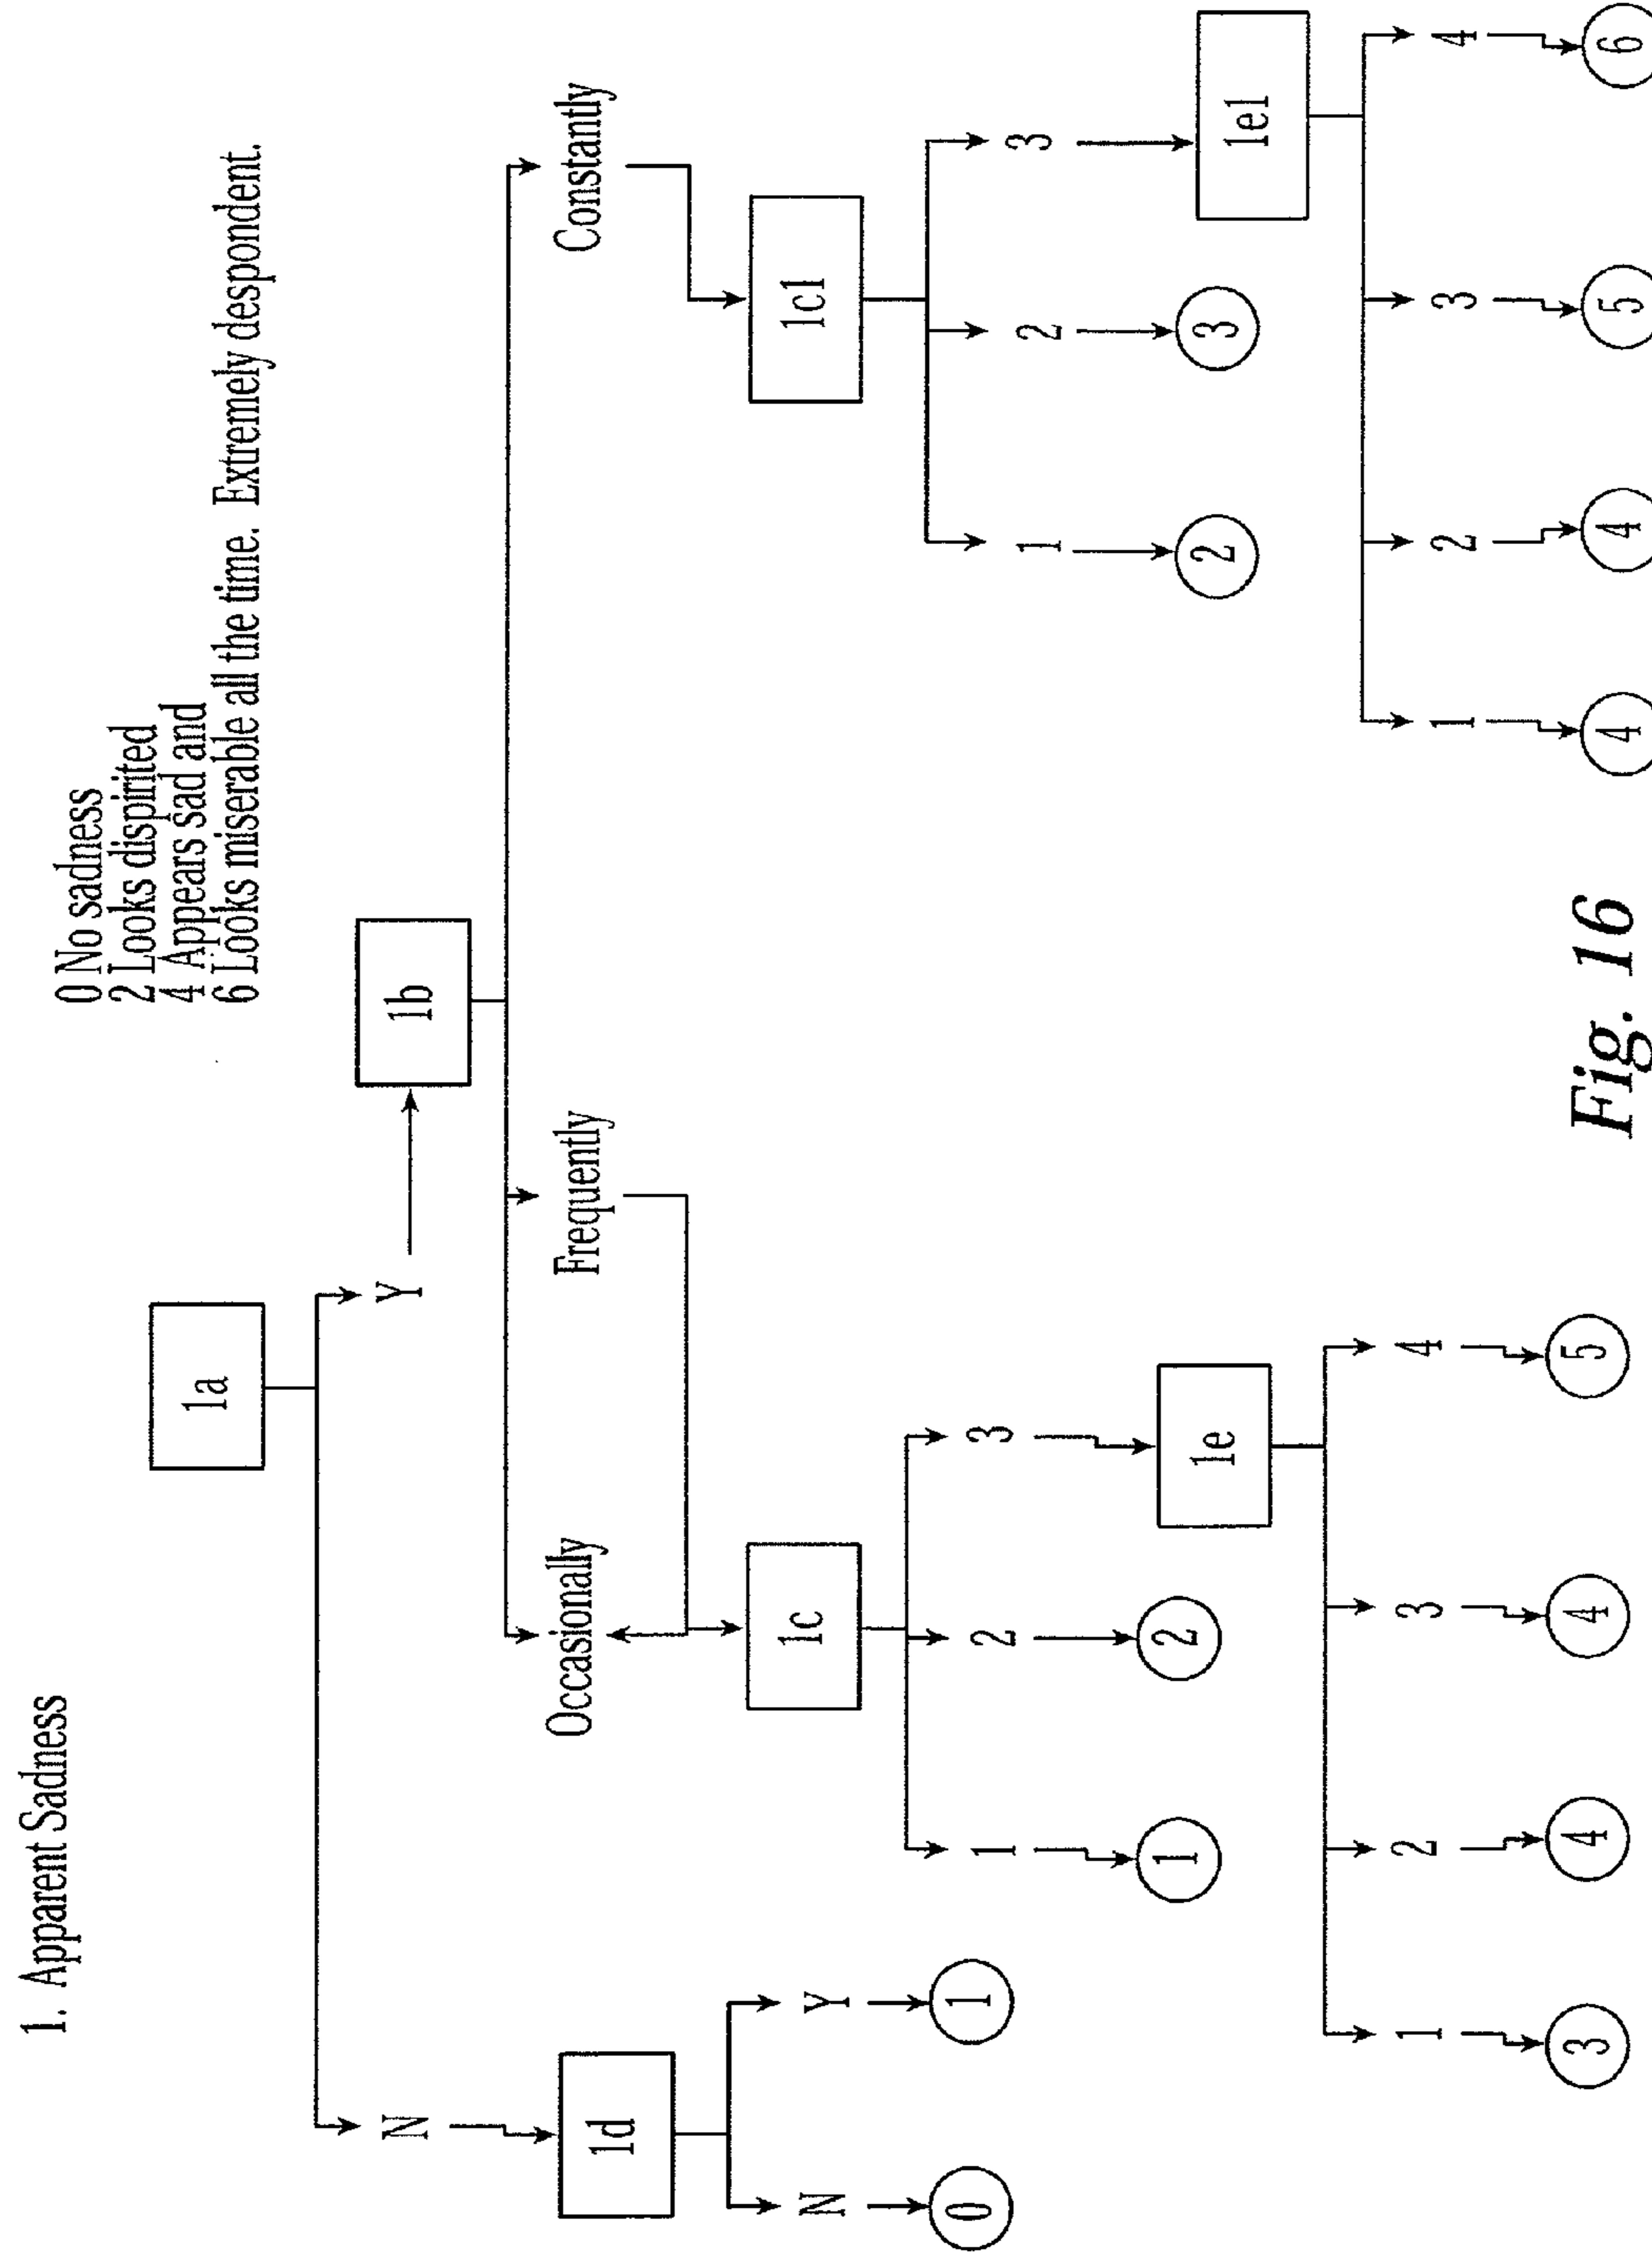 1. Apparent Sadness
0 No sadness
2 Looks dispirited
4 Appears sad and
6 Looks miserable all the time. Extremely despondent.
1a
N
Y
1b
1d
Occasionally
Frequently
Constantly
N
Y
1c
1c1
0
1
1
2
3
1
2
3
1
2
1e
2
3
1e1
1
2
3
4
1
2
3
4
3
4
4
5
4
4
5
6
Fig. 16